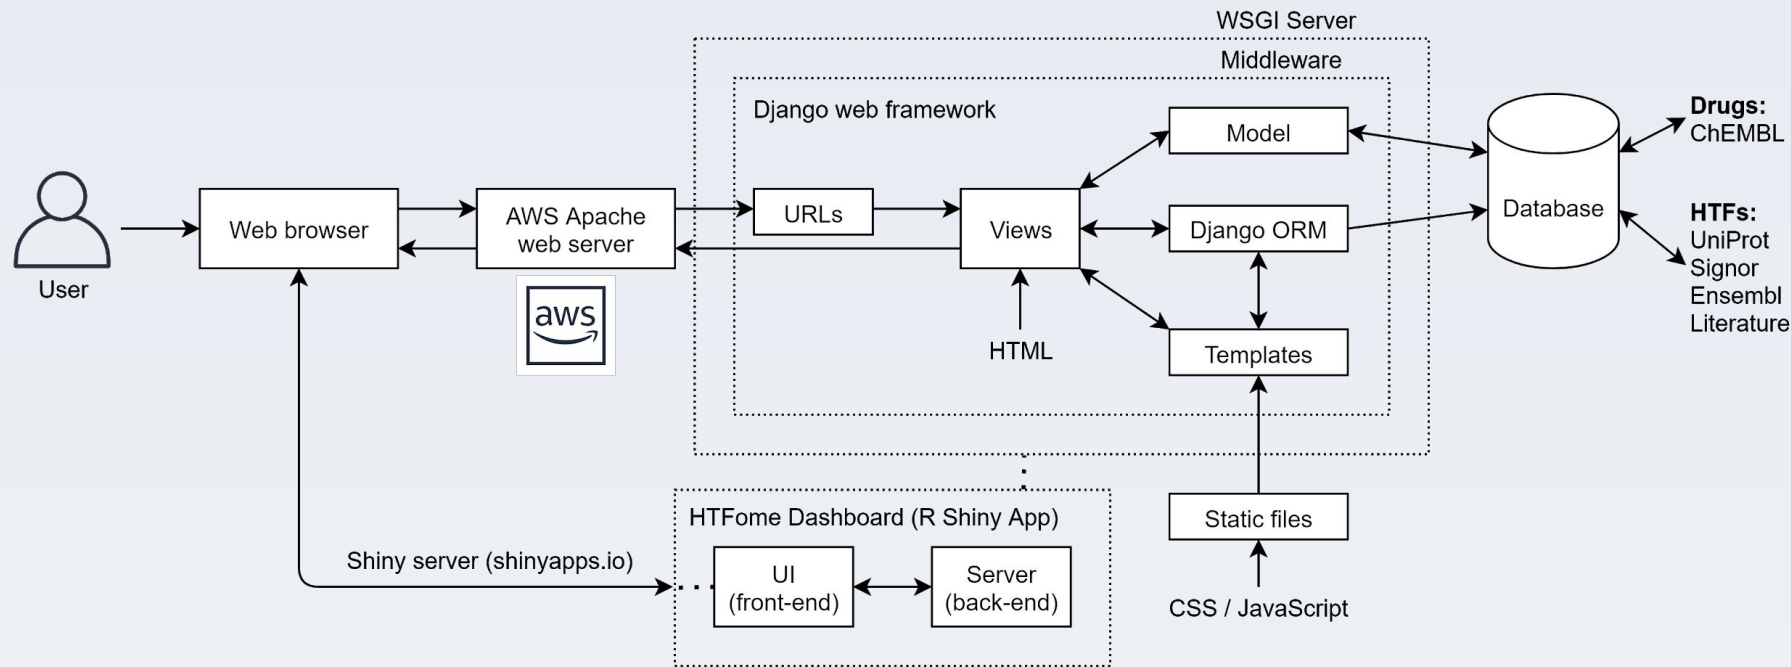 WSGI Server
Middleware
Django web framework
Model
Drugs:
ChEMBL
Web browser
AWS Apache
web server
URLs
Views
Django ORM
Database
HTFs:
UniProt
Signor
Ensembl
Literature
User
aws
HTML
Templates
HTFome Dashboard (R Shiny App)
Static files
Shiny server (shinyapps.io)
UI
(front-end)
Server
(back-end)
CSS / JavaScript